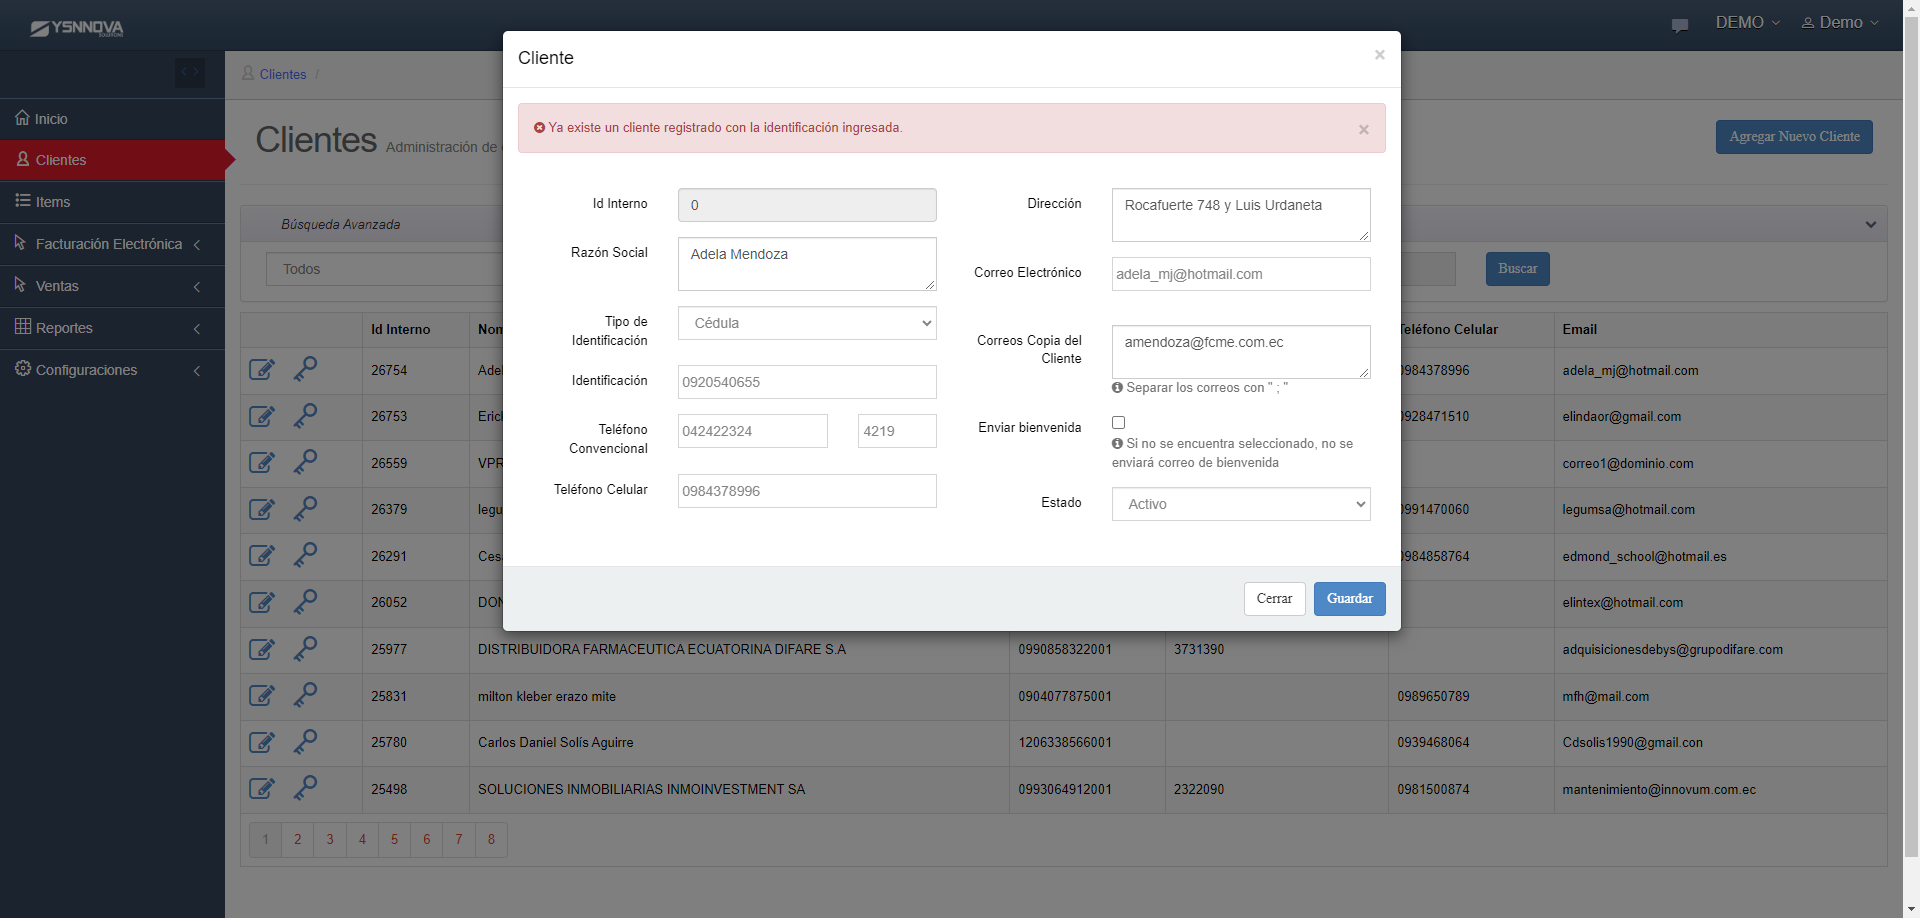 YSNNOVA
SOLUTIONS
DEMO
Demo
Clientes /
Inicio
Clientes
Items
Facturación Electrónica
Ventas
Reportes
Configuraciones
Clientes Administración de
Agregar Nuevo Cliente
Búsqueda Avanzada
Todos
Buscar
Cliente
×
Ya existe un cliente registrado con la identificación ingresada.
×
Id Interno
0
Razón Social
Adela Mendoza
Tipo de
Identificación
Cédula
Identificación
0920540655
Teléfono
Convencional
042422324
4219
Teléfono Celular
0984378996
Dirección
Rocafuerte 748 y Luis Urdaneta
Correo Electrónico
adela_mj@hotmail.com
Correos Copia del
Cliente
amendoza@fcme.com.ec
Separar los correos con " ; "
Enviar bienvenida
Si no se encuentra seleccionado, no se
enviará correo de bienvenida
Estado
Activo
Cerrar
Guardar
Id Interno Teléfono Celular Email
26754 0984378996 adela_mj@hotmail.com
26753 0928471510 elindaor@gmail.com
26559 VPR correo1@dominio.com
26379 legu 0991470060 legumsa@hotmail.com
26291 0984858764 edmond_school@hotmail.es
26052 elintex@hotmail.com
25977 DISTRIBUIDORA FARMACEUTICA ECUATORINA DIFARE S.A 0990858322001 3731390 adquisicionesdebys@grupodifare.com
25831 milton kleber erazo mite 0904077875001 0989650789 mfh@mail.com
25780 Carlos Daniel Solís Aguirre 1206338566001 0939468064 Cdsolis1990@gmail.con
25498 SOLUCIONES INMOBILIARIAS INMOINVESTMENT SA 0993064912001 2322090 0981500874 mantenimiento@innovum.com.ec
1 2 3 4 5 6 7 8